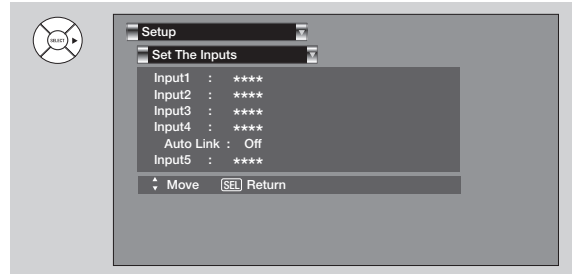 SELECT
Setup
Set The Inputs
Input1 : ****
Input2 : ****
Input3 : ****
Input4 : ****
Auto Link : Off
Input5 : ****
Move SEL Return